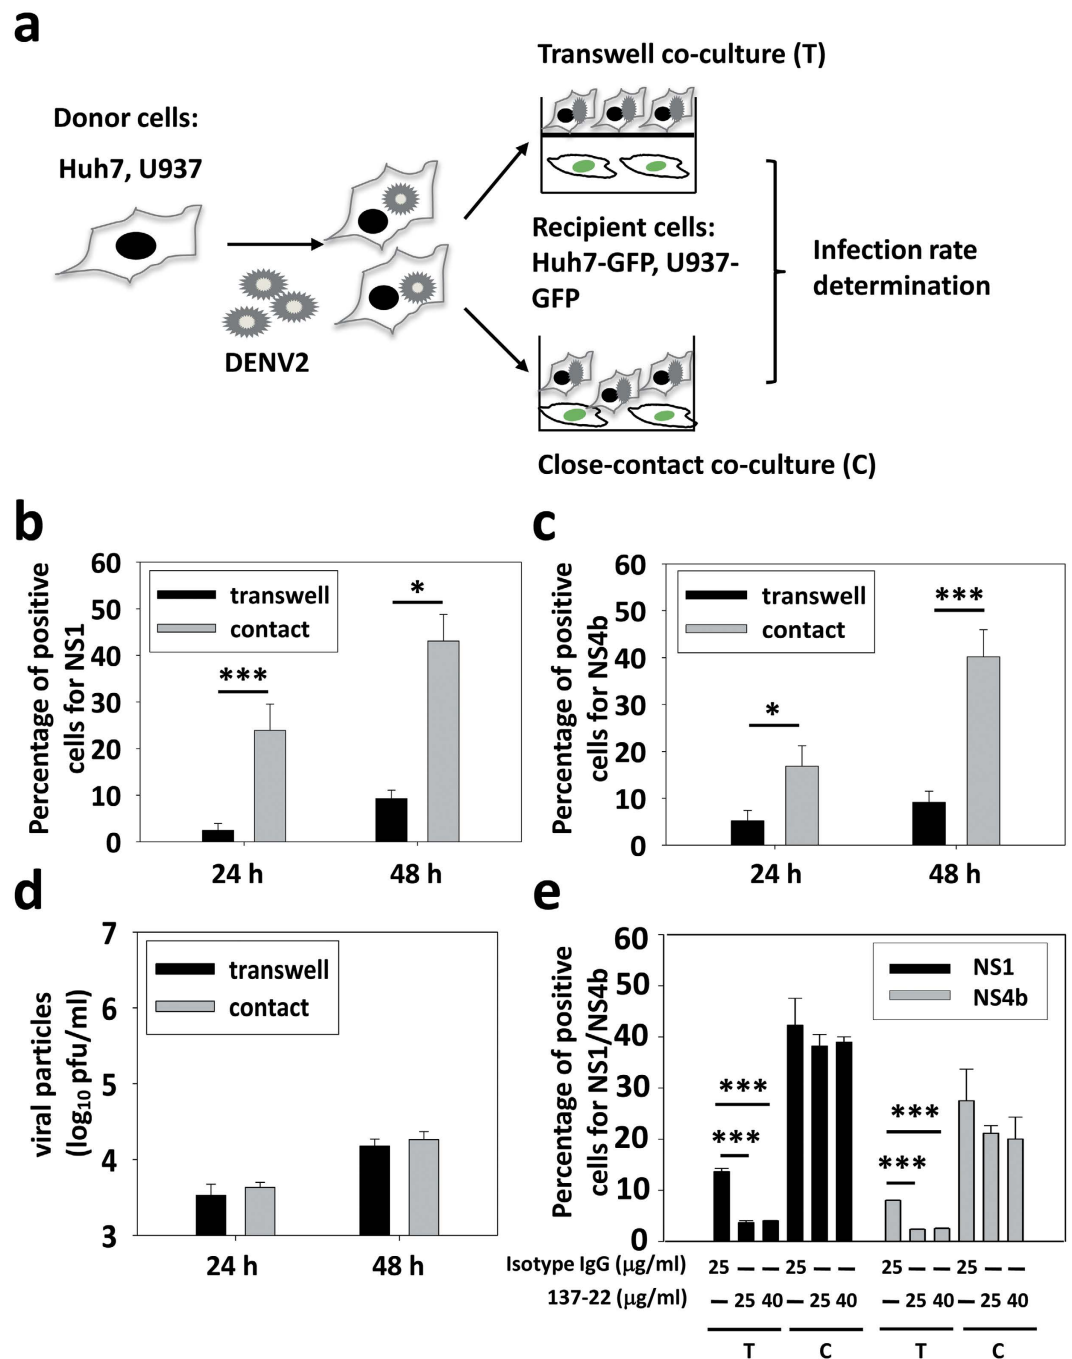 a
Transwell co-culture (T)
Donor cells:
Huh7, U937
DENV2
Recipient cells:
Huh7-GFP, U937-
GFP
Infection rate
determination
Close-contact co-culture (C)
b
Percentage of positive
cells for NS1
60
50
40
30
20
10
0
transwell
contact
***
*
24 h
48 h
c
Percentage of positive
cells for NS4b
60
50
40
30
20
10
0
transwell
contact
*
***
24 h
48 h
d
viral particles
(log10 pfu/ml)
7
6
5
4
3
transwell
contact
24 h
48 h
e
Percentage of positive
cells for NS1/NS4b
60
50
40
30
20
10
0
NS1
NS4b
***
***
***
***
Isotype IgG (μg/ml) 25 — — 25 — — 25 — — 25 — —
137-22 (μg/ml) — 25 40 — 25 40 — 25 40 — 25 40
T C T C